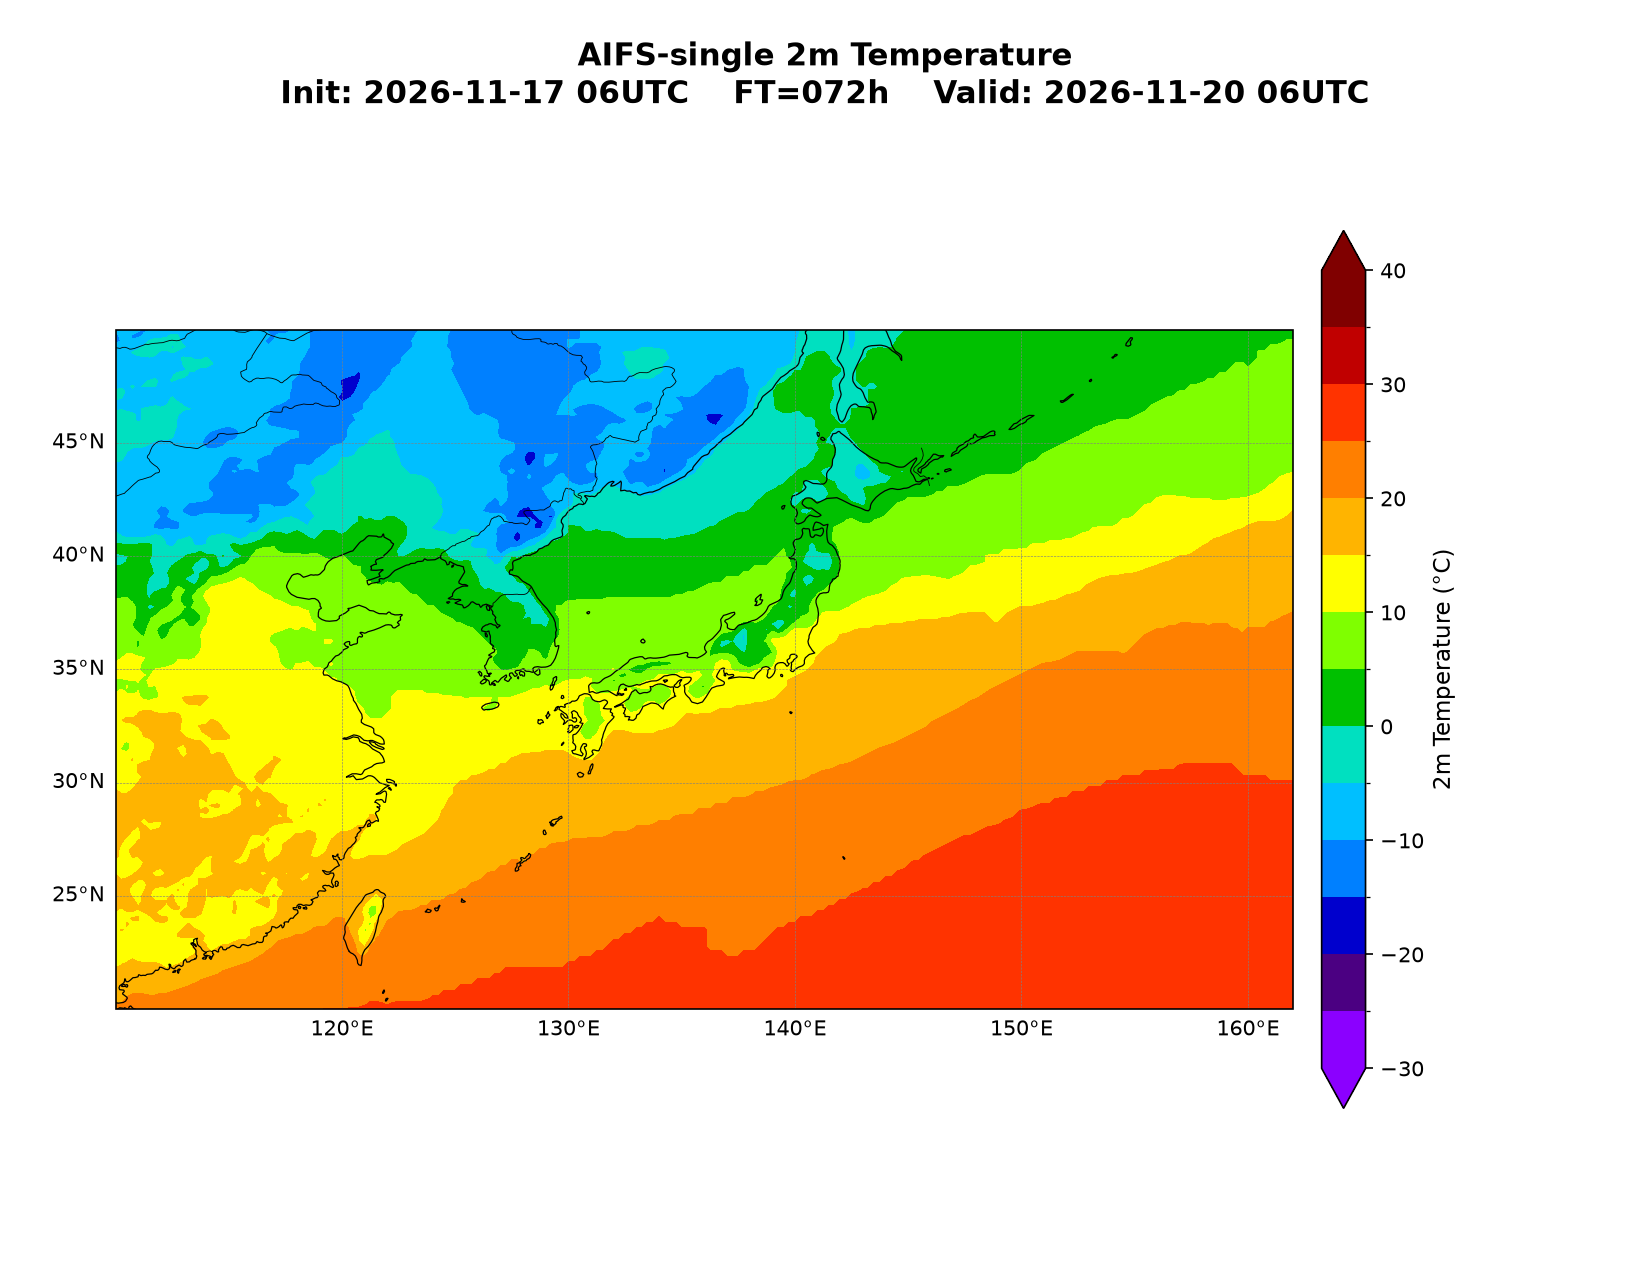 AIFS-single 2m Temperature
Init: 2026-11-17 06UTC    FT=072h    Valid: 2026-11-20 06UTC
45°N
40°N
35°N
30°N
25°N
120°E
130°E
140°E
150°E
160°E
40
30
20
10
0
−10
−20
−30
2m Temperature (°C)